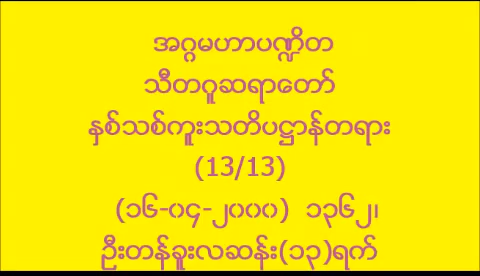 အဂ္ဂမဟာပဏ္ဍိတ
သီတဂူဆရာတော်
နှစ်သစ်ကူးသတိပဋ္ဌာန်တရား
(13/13)
(၁၆-၀၄-၂၀၀၀) ၁၃၆၂၊
ဦးတန်ခူးလဆန်း(၁၃)ရက်